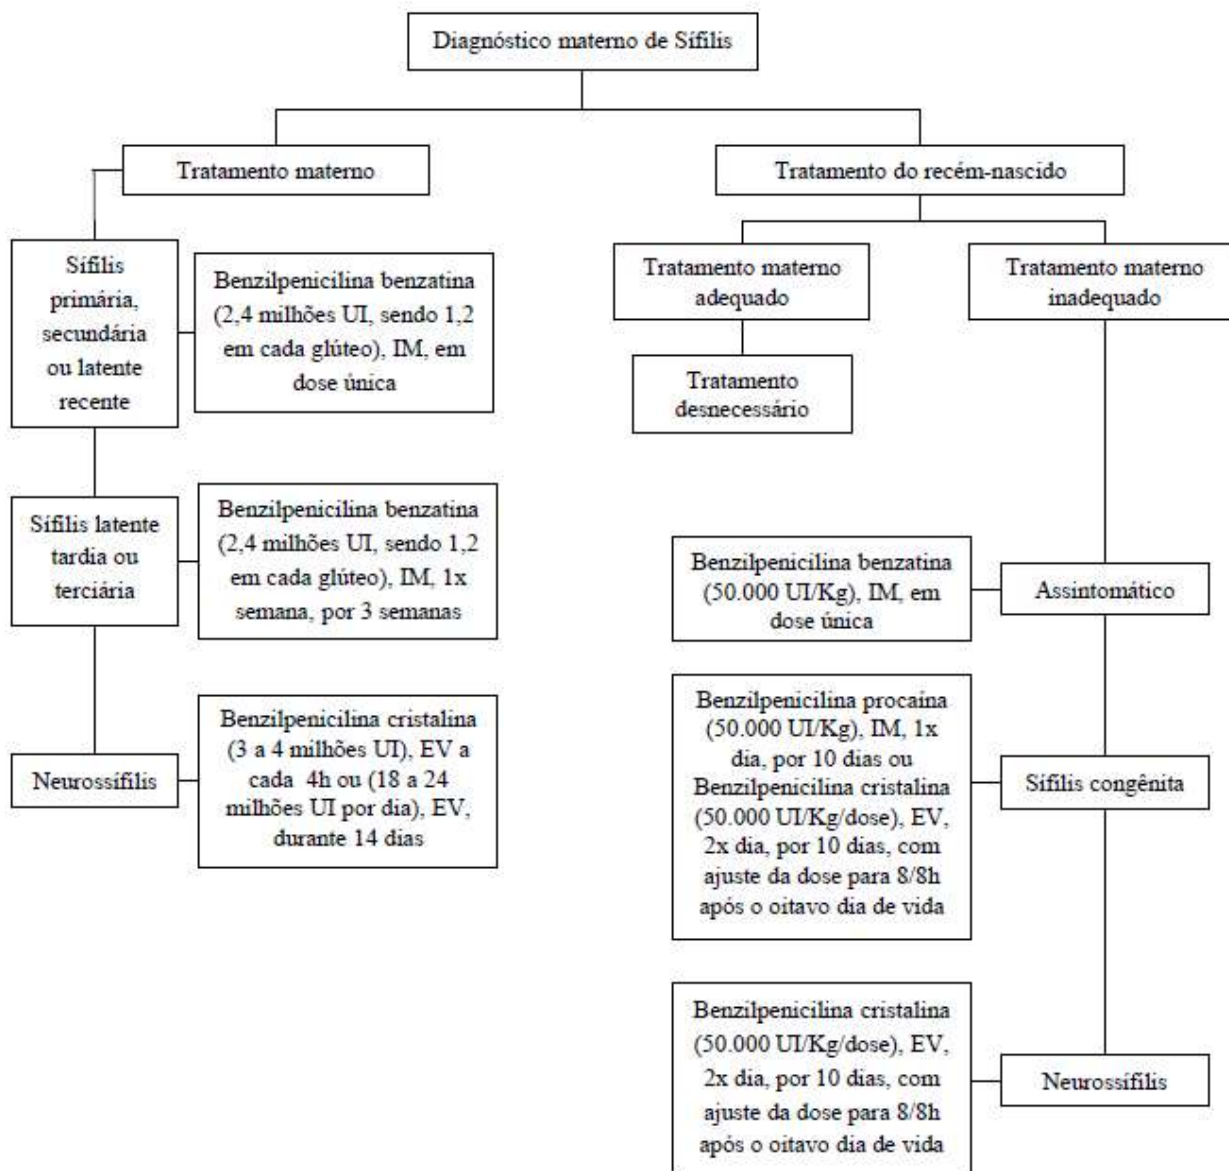 Diagnóstico materno de Sífilis
Tratamento materno
Tratamento do recém-nascido
Sífilis
primária,
secundária
ou latente
recente
Benzilpenicilina benzatina
(2,4 milhões UI, sendo 1,2
em cada glúteo), IM, em
dose única
Sífilis latente
tardia ou
terciária
Benzilpenicilina benzatina
(2,4 milhões UI, sendo 1,2
em cada glúteo), IM, 1x
semana, por 3 semanas
Neurossífilis
Benzilpenicilina cristalina
(3 a 4 milhões UI), EV a
cada 4h ou (18 a 24
milhões UI por dia), EV,
durante 14 dias
Tratamento materno
adequado
Tratamento
desnecessário
Tratamento materno
inadequado
Benzilpenicilina benzatina
(50.000 UI/Kg), IM, em
dose única
Assintomático
Benzilpenicilina procaína
(50.000 UI/Kg), IM, 1x
dia, por 10 dias ou
Benzilpenicilina cristalina
(50.000 UI/Kg/dose), EV,
2x dia, por 10 dias, com
ajuste da dose para 8/8h
após o oitavo dia de vida
Sífilis congênita
Benzilpenicilina cristalina
(50.000 UI/Kg/dose), EV,
2x dia, por 10 dias, com
ajuste da dose para 8/8h
após o oitavo dia de vida
Neurossífilis